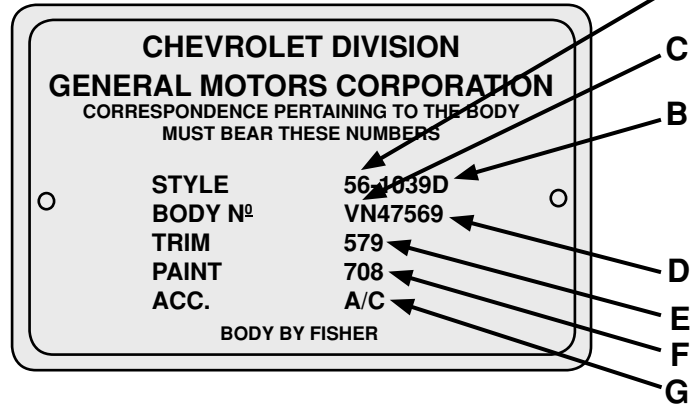 CHEVROLET DIVISION
GENERAL MOTORS CORPORATION
CORRESPONDENCE PERTAINING TO THE BODY
MUST BEAR THESE NUMBERS
STYLE 56-1039D
BODY Nº VN47569
TRIM 579
PAINT 708
ACC. A/C
BODY BY FISHER
C
B
D
E
F
G